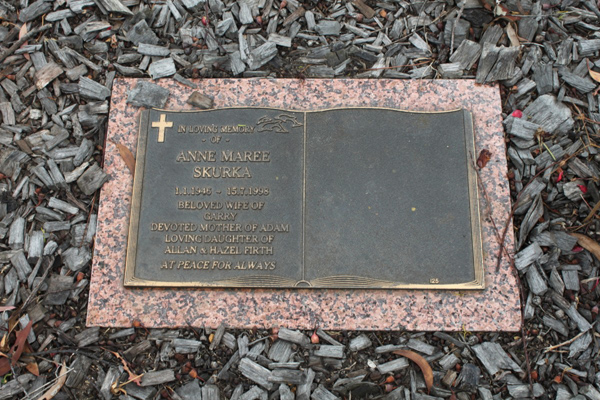 IN LOVING MEMORY
- OF -
ANNE MAREE
SKURKA
1.1.1946 - 15.7.1998
BELOVED WIFE OF
GARRY
DEVOTED MOTHER OF ADAM
LOVING DAUGHTER OF
ALLAN & HAZEL FIRTH
AT PEACE FOR ALWAYS